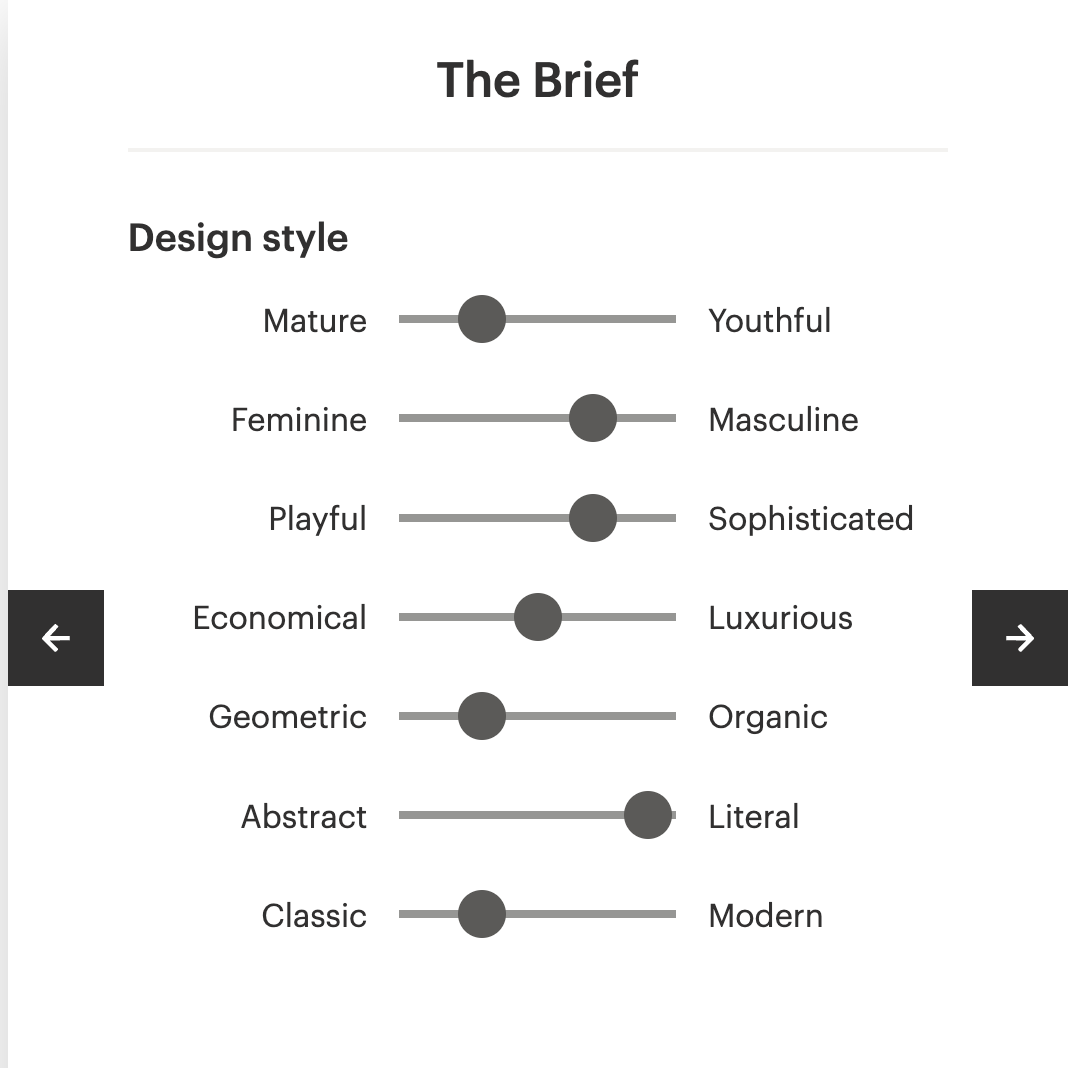 The Brief
Design style
Mature Youthful
Feminine Masculine
Playful Sophisticated
Economical Luxurious
Geometric Organic
Abstract Literal
Classic Modern